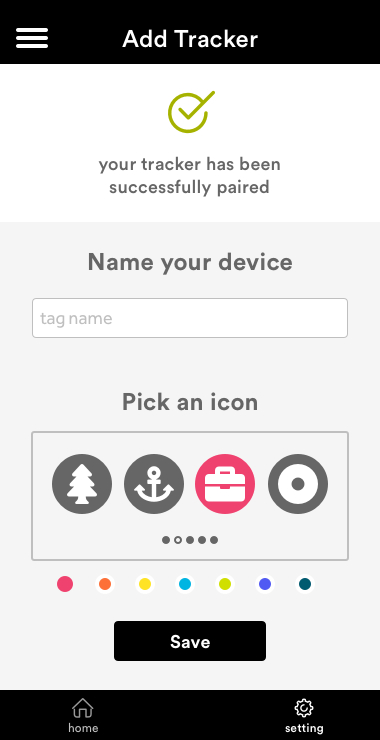 Add Tracker
your tracker has been
successfully paired
Name your device
tag name
Pick an icon
Save
home
setting